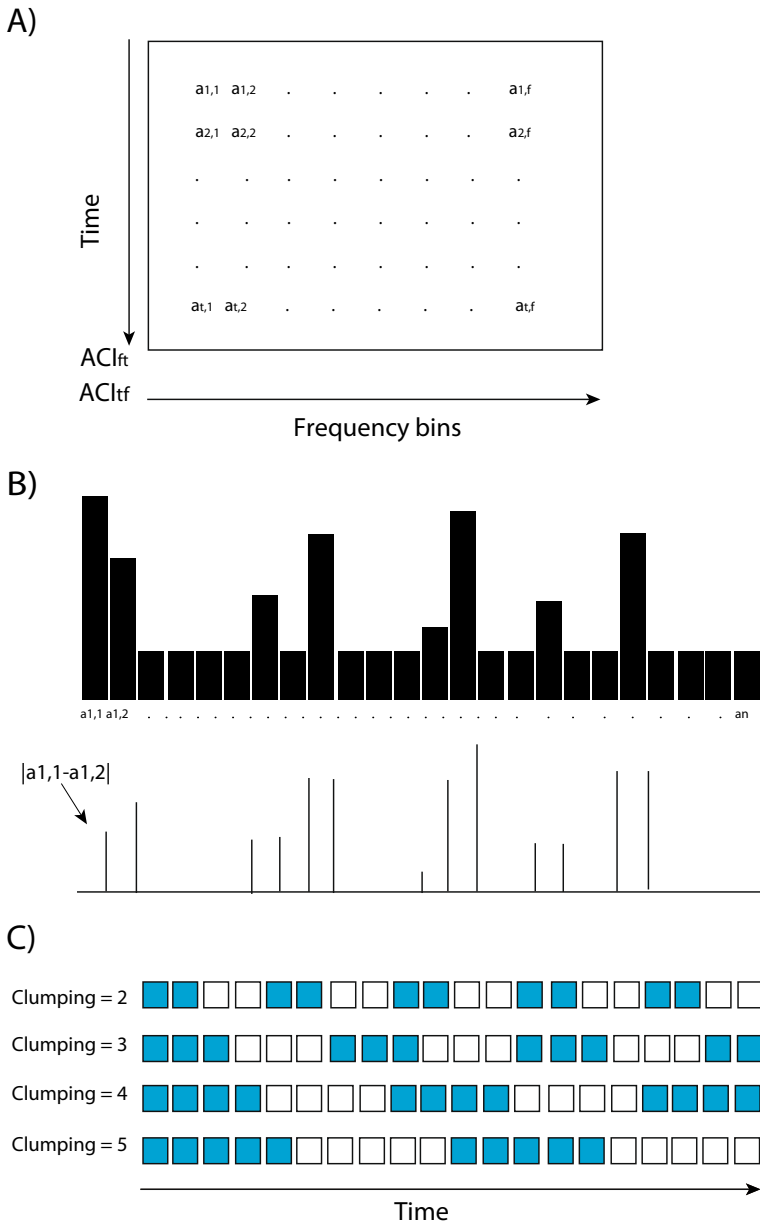 A)
a1,1 a1,2 . . . . . a1,f
a2,1 a2,2 . . . . . a2,f
. . . . . . . .
. . . . . . . .
. . . . . . . .
at,1 at,2 . . . . . at,f
Time
ACIft
ACItf
Frequency bins
B)
a1,1 a1,2 . . . . . . . . . . . . . . . . . . . . . . . . . . . . . . . . . an
|a1,1-a1,2|
C)
Clumping = 2
Clumping = 3
Clumping = 4
Clumping = 5
Time